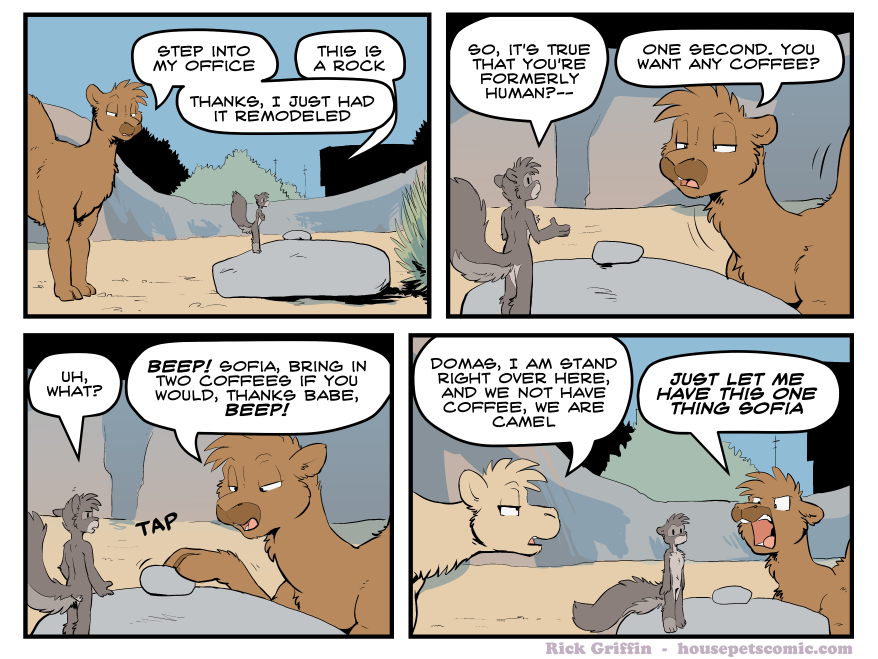 STEP INTO
MY OFFICE
THIS IS
A ROCK
THANKS, I JUST HAD
IT REMODELED
SO, IT'S TRUE
THAT YOU'RE
FORMERLY
HUMAN?--
ONE SECOND. YOU
WANT ANY COFFEE?
UH,
WHAT?
BEEP! SOFIA, BRING IN
TWO COFFEES IF YOU
WOULD, THANKS BABE,
BEEP!
TAP
DOMAS, I AM STAND
RIGHT OVER HERE,
AND WE NOT HAVE
COFFEE, WE ARE
CAMEL
JUST LET ME
HAVE THIS ONE
THING SOFIA
Rick Griffin - housepetscomic.com